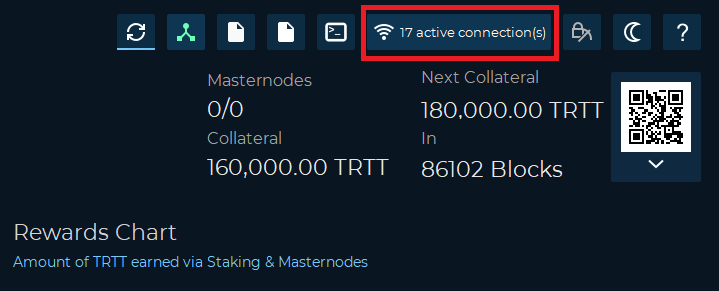 17 active connection(s)
?
Masternodes
0/0
Collateral
160,000.00 TRTT
Next Collateral
180,000.00 TRTT
In
86102 Blocks
Rewards Chart
Amount of TRTT earned via Staking & Masternodes